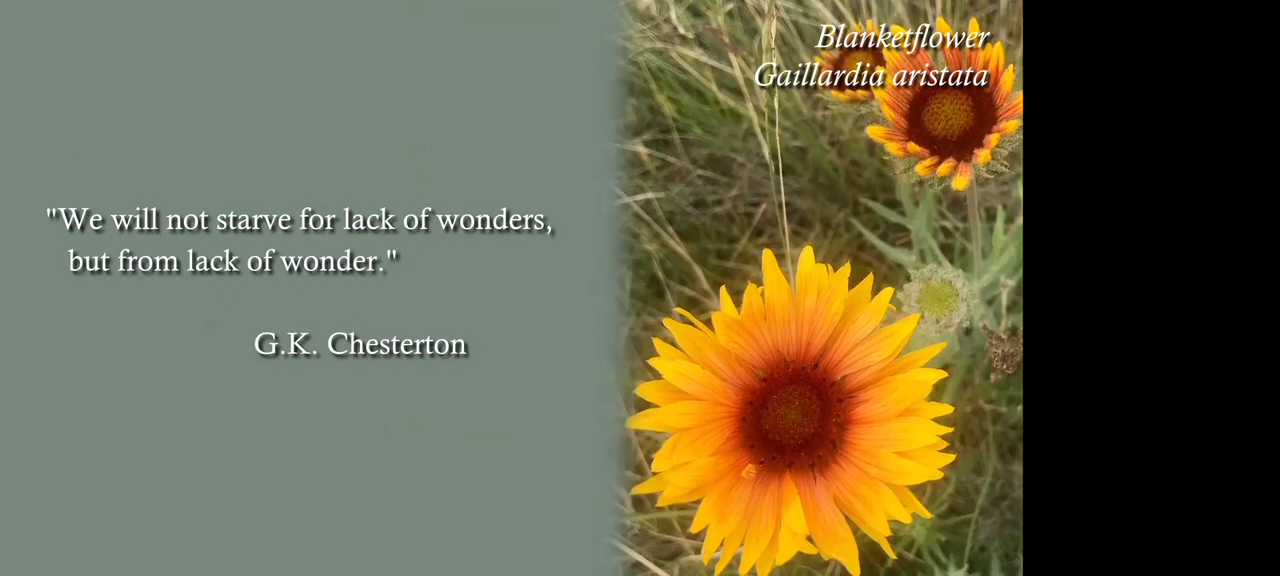 "We will not starve for lack of wonders,
but from lack of wonder."
G.K. Chesterton
Blanketflower
Gaillardia aristata